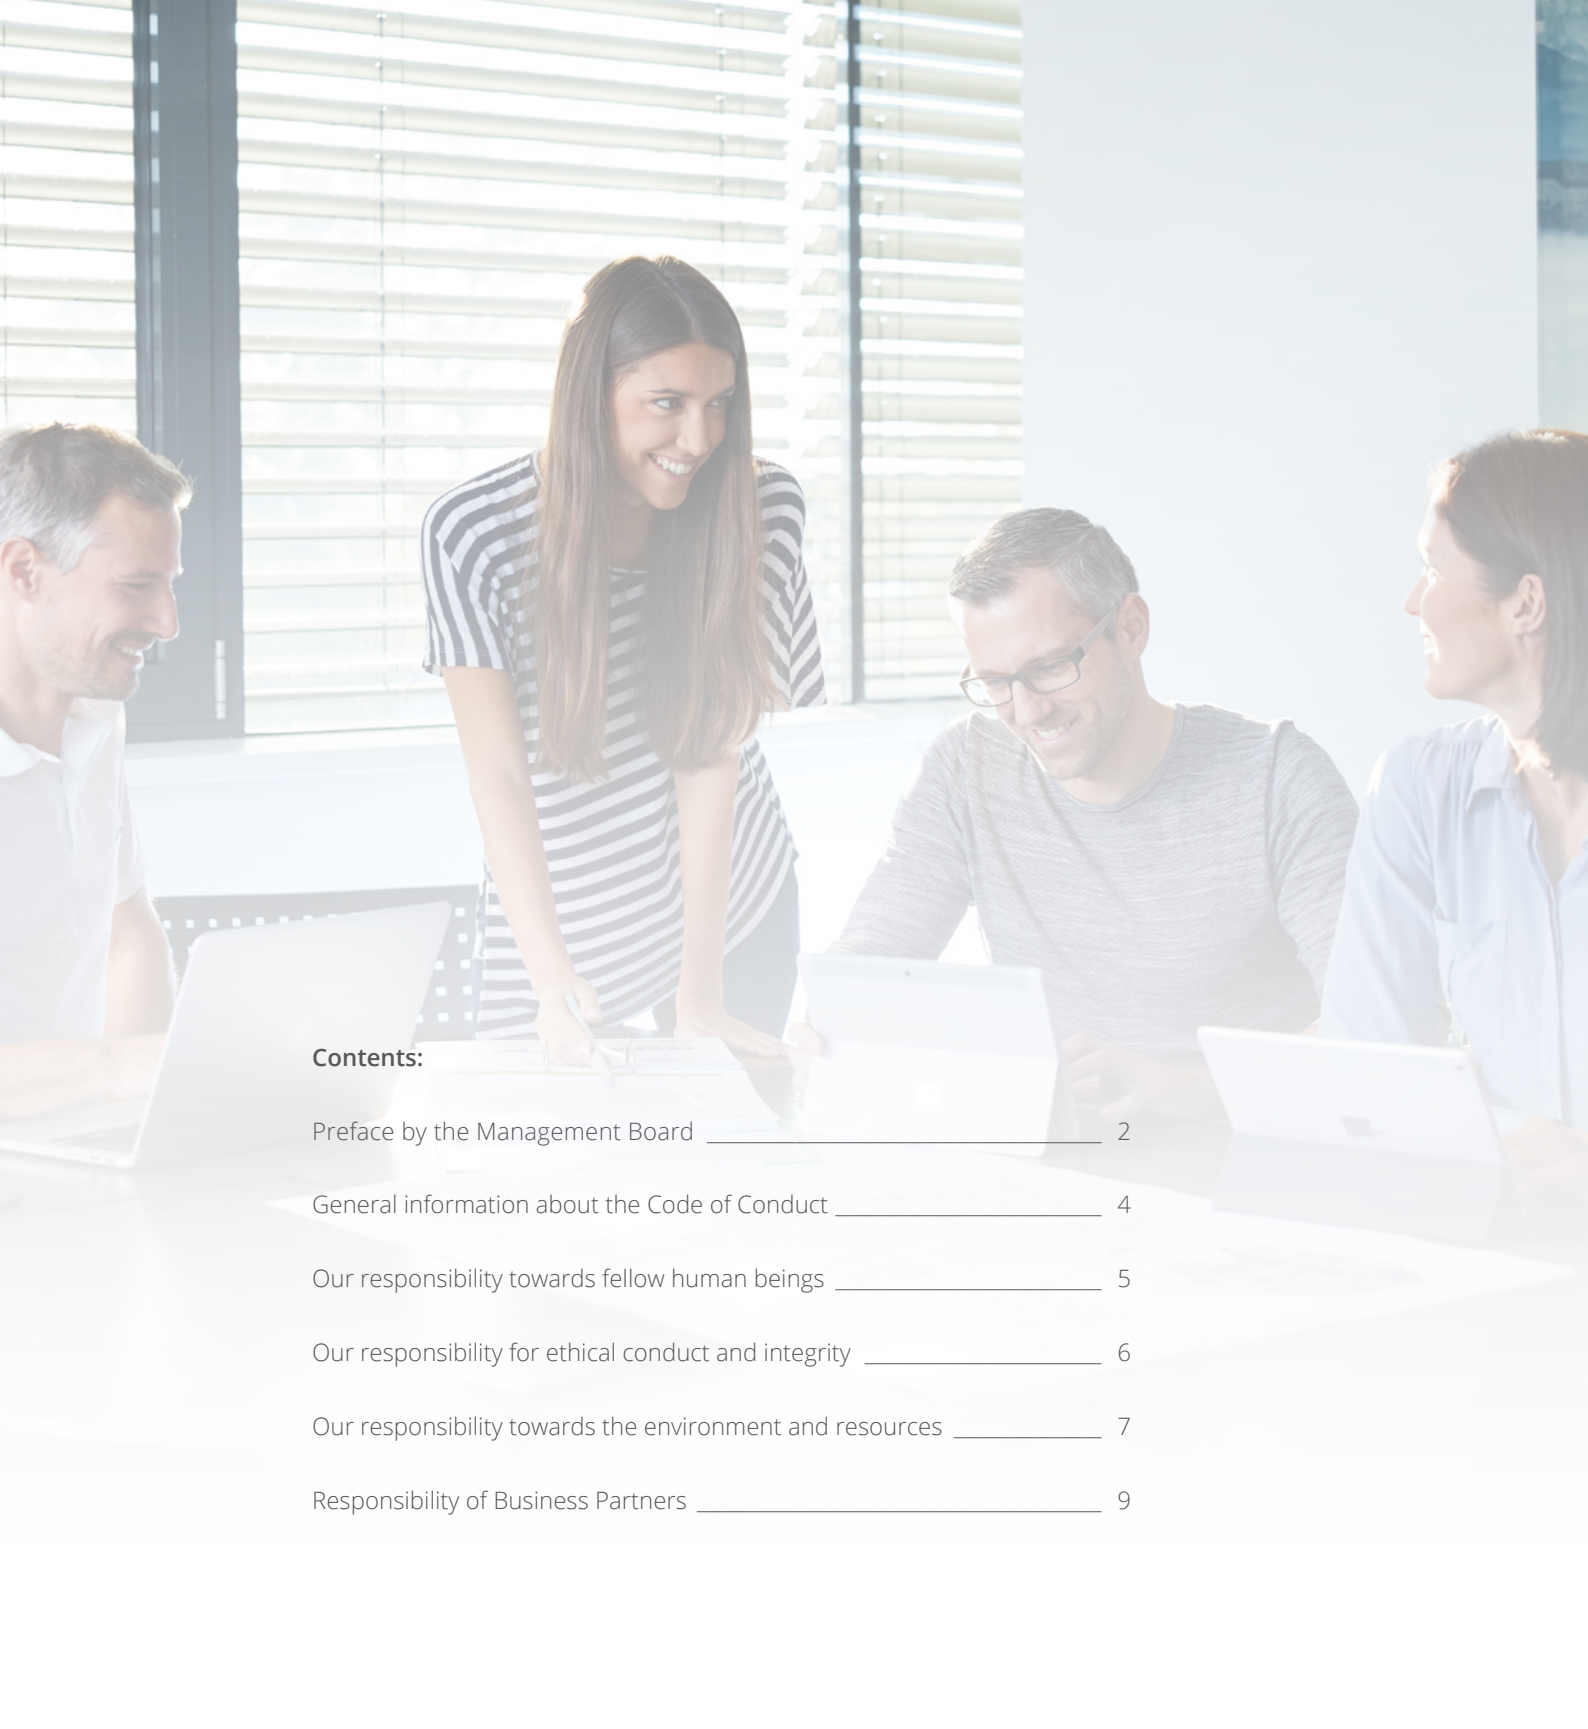 Contents:
Preface by the Management Board 2
General information about the Code of Conduct 4
Our responsibility towards fellow human beings 5
Our responsibility for ethical conduct and integrity 6
Our responsibility towards the environment and resources 7
Responsibility of Business Partners 9